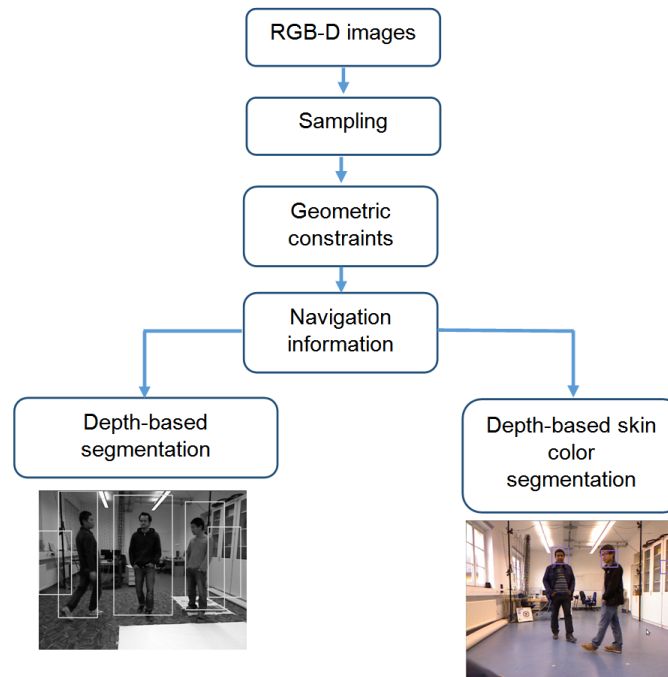 RGB-D images
Sampling
Geometric
constraints
Navigation
information
Depth-based
segmentation
Depth-based skin
color
segmentation